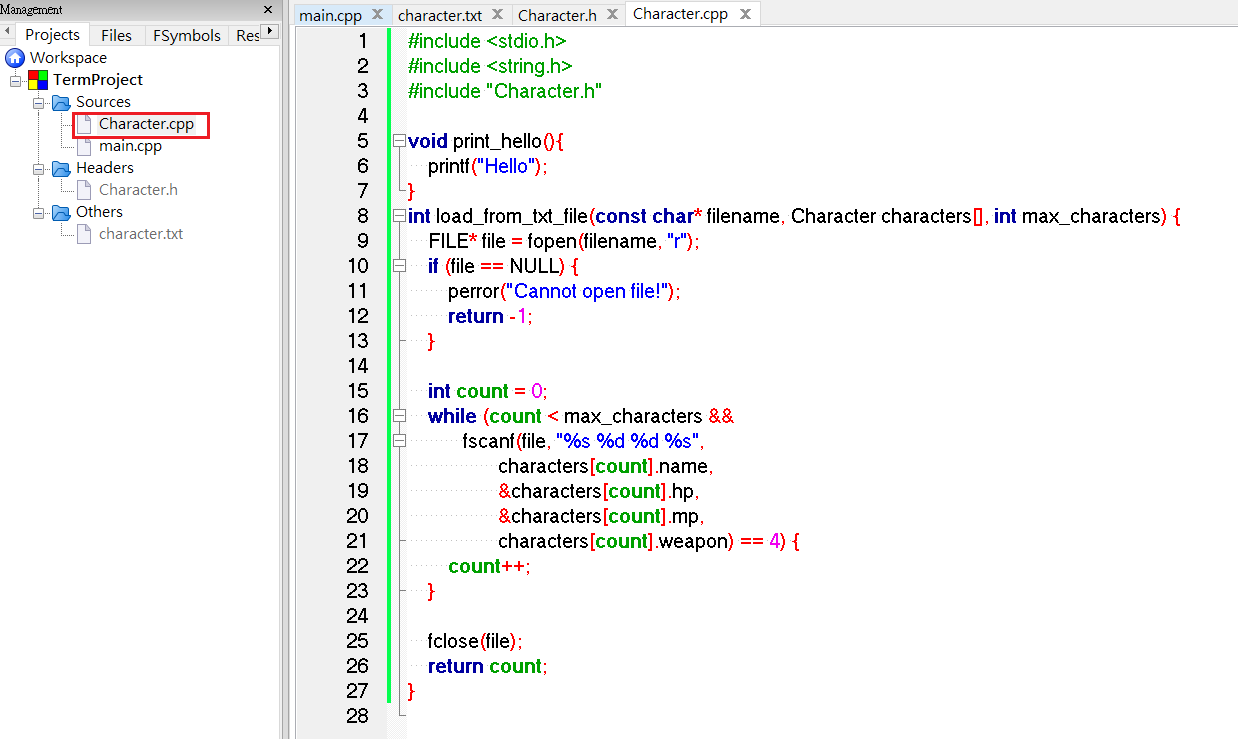 Management ×
Projects Files FSymbols Res
Workspace
TermProject
Sources
Character.cpp
main.cpp
Headers
Character.h
Others
character.txt
main.cpp X character.txt X Character.h X Character.cpp X
1 #include <stdio.h>
2 #include <string.h>
3 #include "Character.h"
4
5 void print_hello(){
6 printf("Hello");
7 }
8 int load_from_txt_file(const char* filename, Character characters[], int max_characters) {
9 FILE* file = fopen(filename, "r");
10 if (file == NULL) {
11 perror("Cannot open file!");
12 return -1;
13 }
14
15 int count = 0;
16 while (count < max_characters &&
17 fscanf(file, "%s %d %d %s",
18 characters[count].name,
19 &characters[count].hp,
20 &characters[count].mp,
21 characters[count].weapon) == 4) {
22 count++;
23 }
24
25 fclose(file);
26 return count;
27 }
28